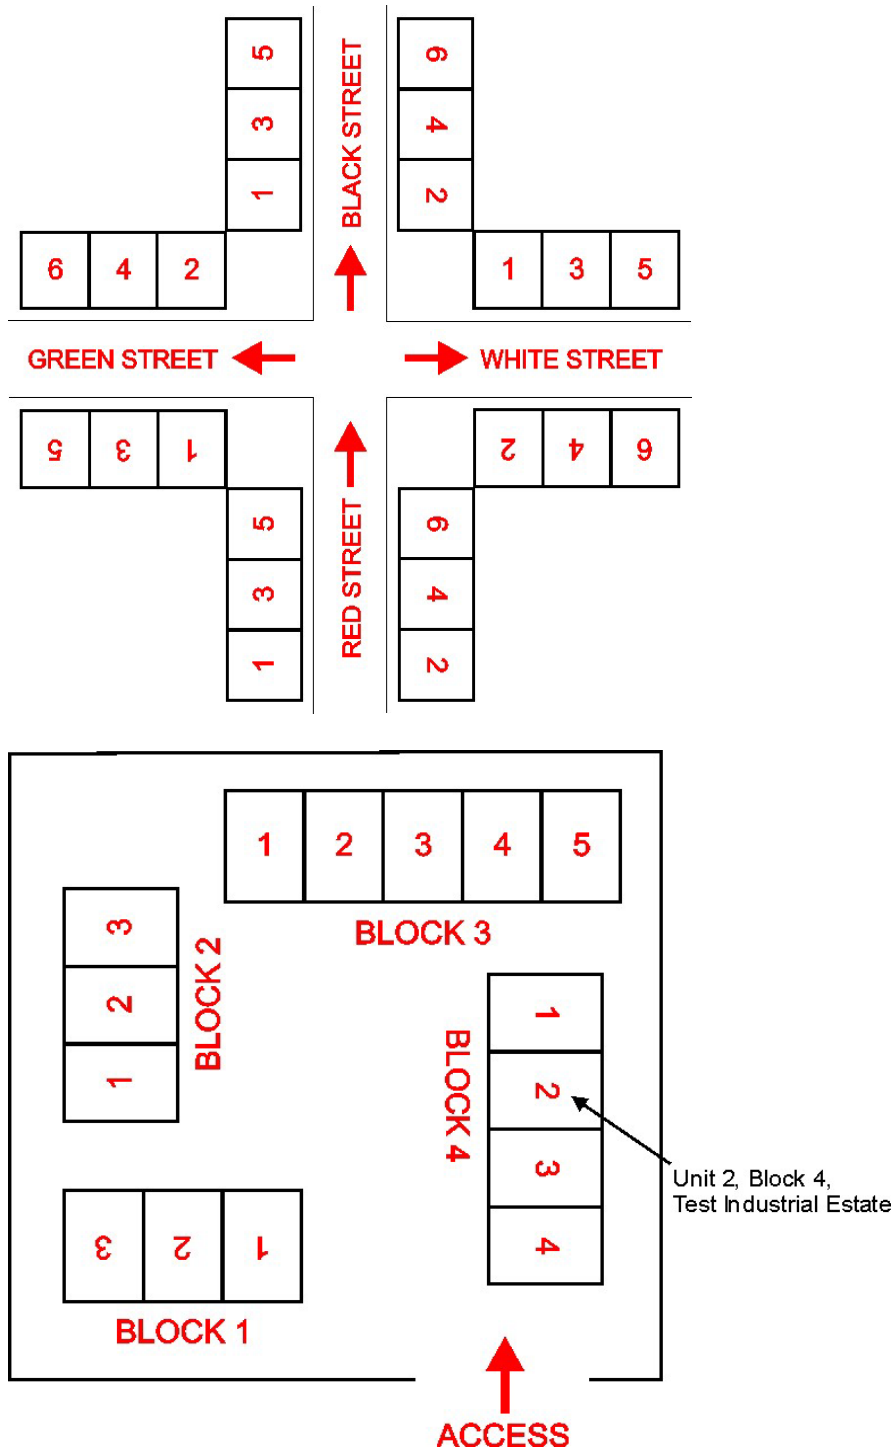 5
6
3
4
1
2
BLACK STREET
6 4 2
1 3 5
GREEN STREET
WHITE STREET
5 3 1
2 4 6
5
6
3
4
1
2
RED STREET
1 2 3 4 5
BLOCK 3
3
2
1
BLOCK 2
1
2
3
4
BLOCK 4
Unit 2, Block 4,
Test Industrial Estate
3 2 1
BLOCK 1
ACCESS